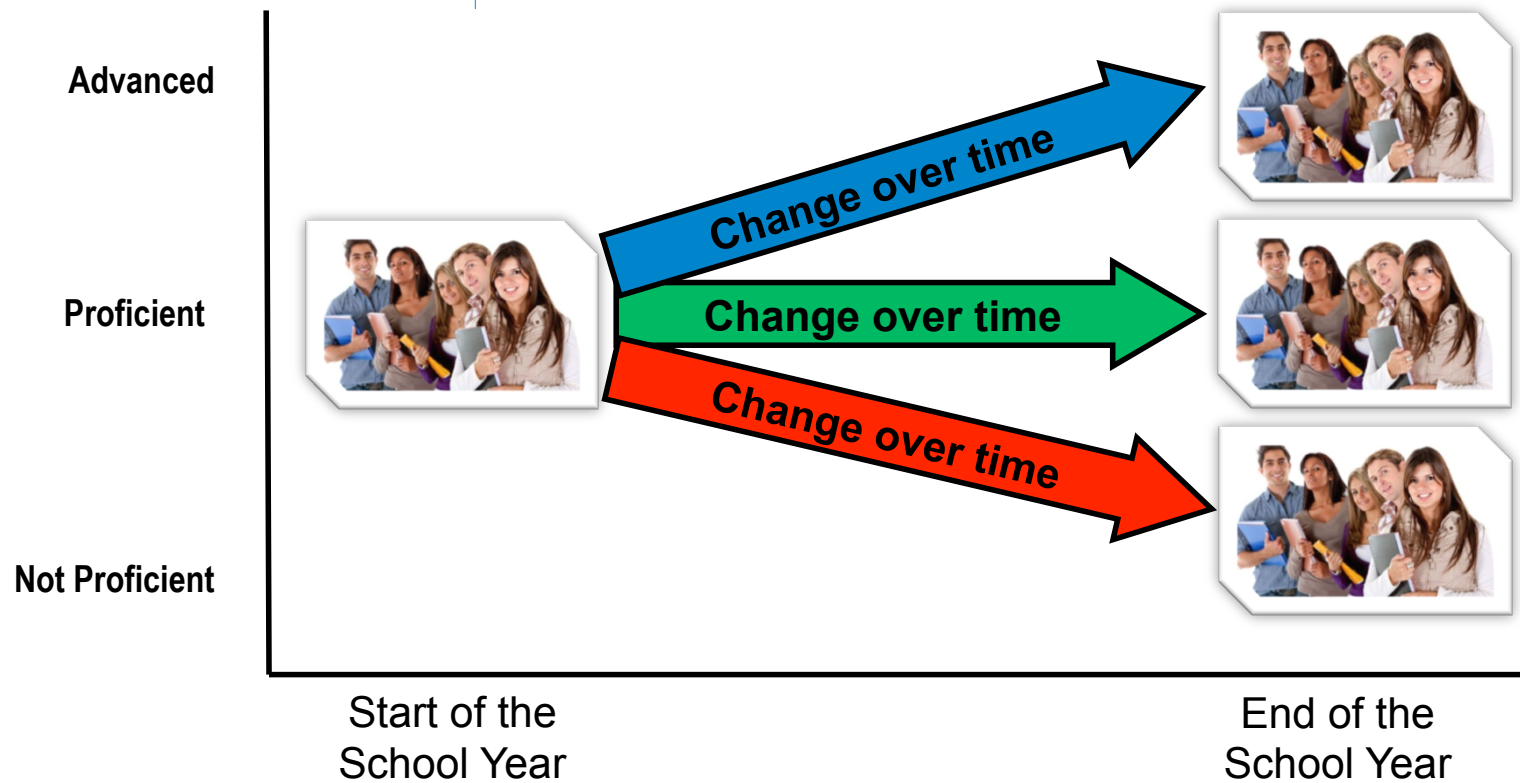 Advanced
Change over time
Proficient
Change over time
Change over time
Not Proficient
Start of the
School Year
End of the
School Year